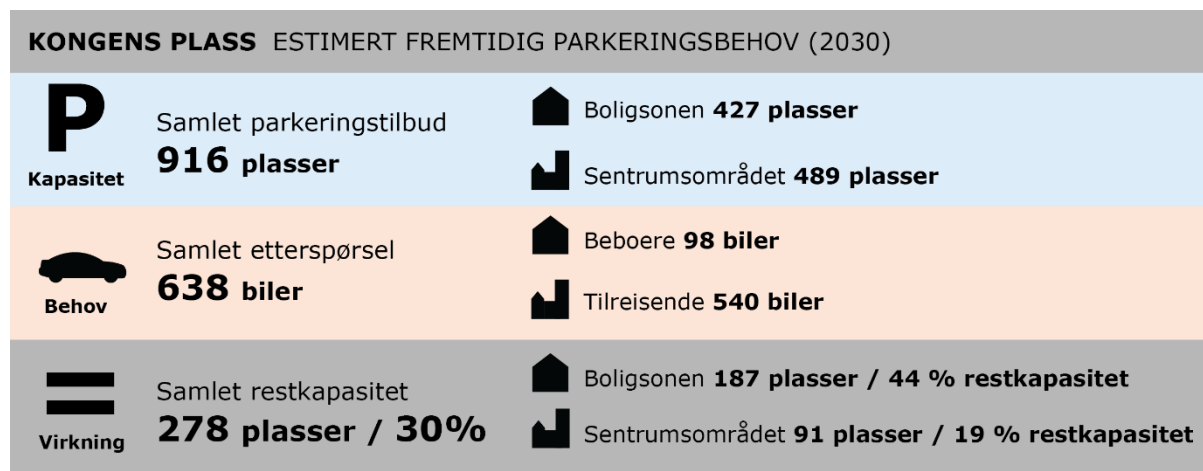 KONGENS PLASS ESTIMERT FREMTIDIG PARKERINGSBEHOV (2030)
P
Kapasitet
Samlet parkeringstilbud
916 plasser
Boligsonen 427 plasser
Sentrumsområdet 489 plasser
Behov
Samlet etterspørsel
638 biler
Beboere 98 biler
Tilreisende 540 biler
Virkning
Samlet restkapasitet
278 plasser / 30%
Boligsonen 187 plasser / 44 % restkapasitet
Sentrumsområdet 91 plasser / 19 % restkapasitet